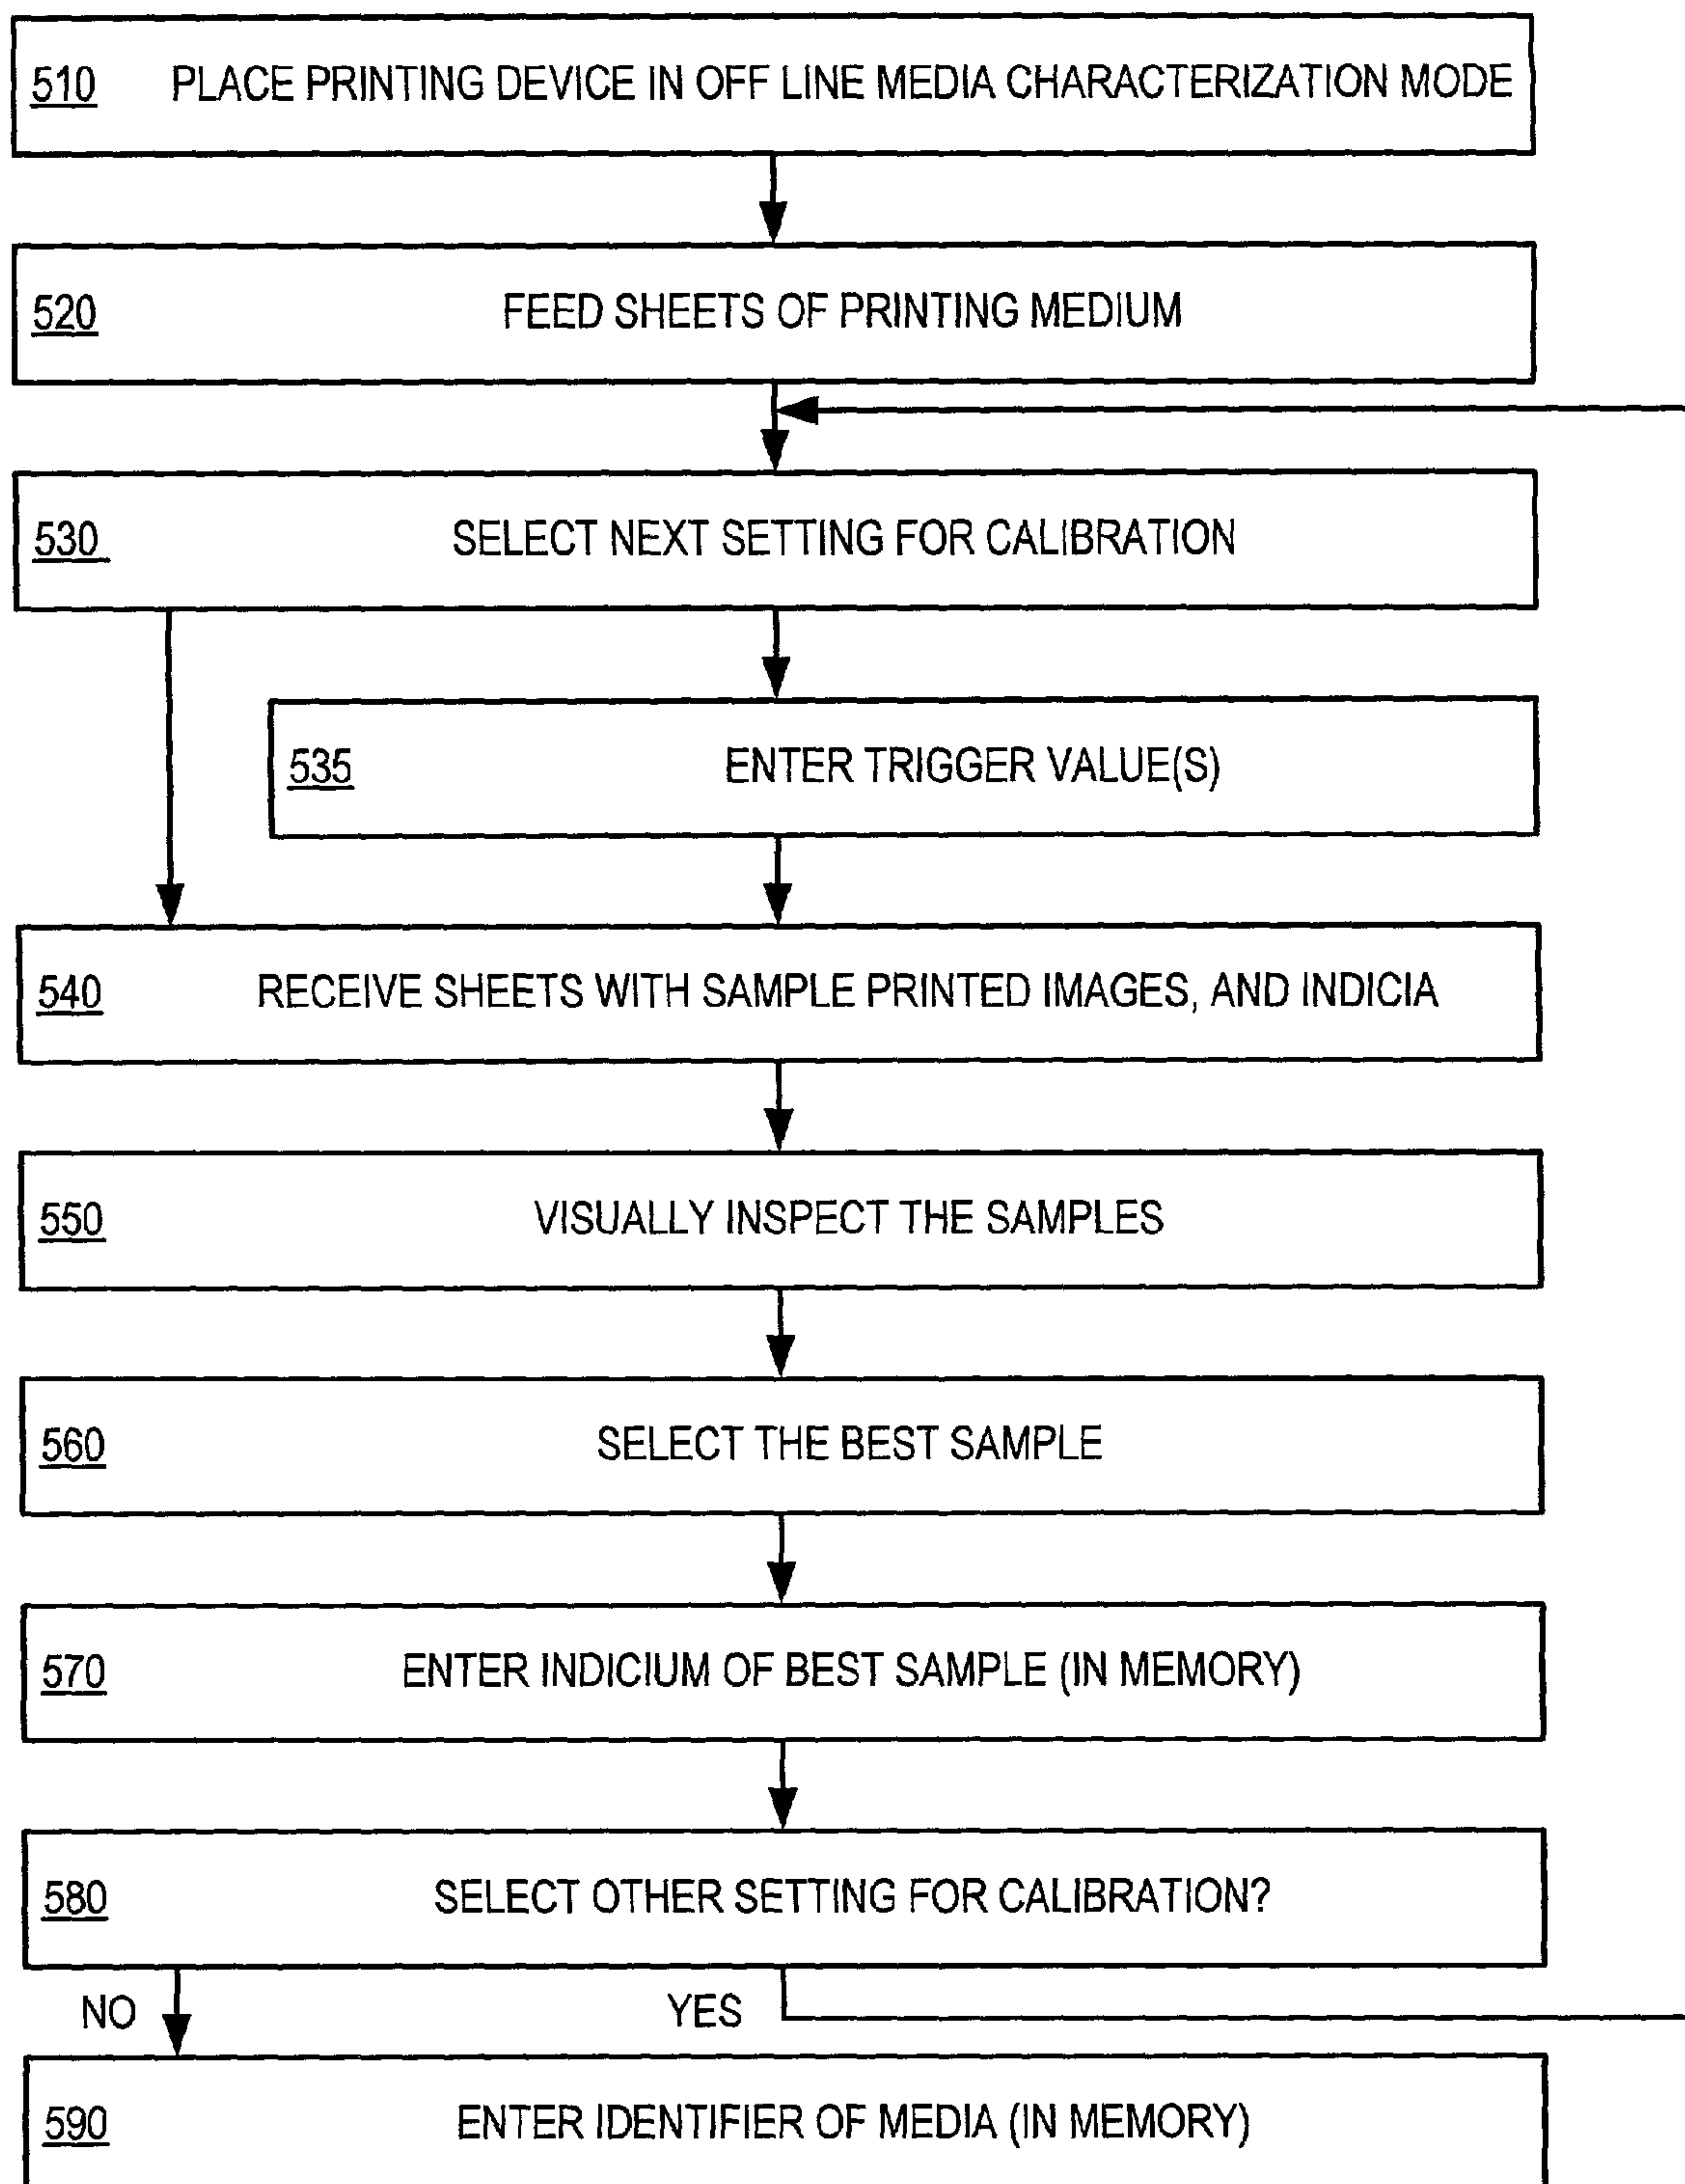 510 PLACE PRINTING DEVICE IN OFF LINE MEDIA CHARACTERIZATION MODE
520 FEED SHEETS OF PRINTING MEDIUM
530 SELECT NEXT SETTING FOR CALIBRATION
535 ENTER TRIGGER VALUE(S)
540 RECEIVE SHEETS WITH SAMPLE PRINTED IMAGES, AND INDICIA
550 VISUALLY INSPECT THE SAMPLES
560 SELECT THE BEST SAMPLE
570 ENTER INDICIUM OF BEST SAMPLE (IN MEMORY)
580 SELECT OTHER SETTING FOR CALIBRATION?
NO YES
590 ENTER IDENTIFIER OF MEDIA (IN MEMORY)